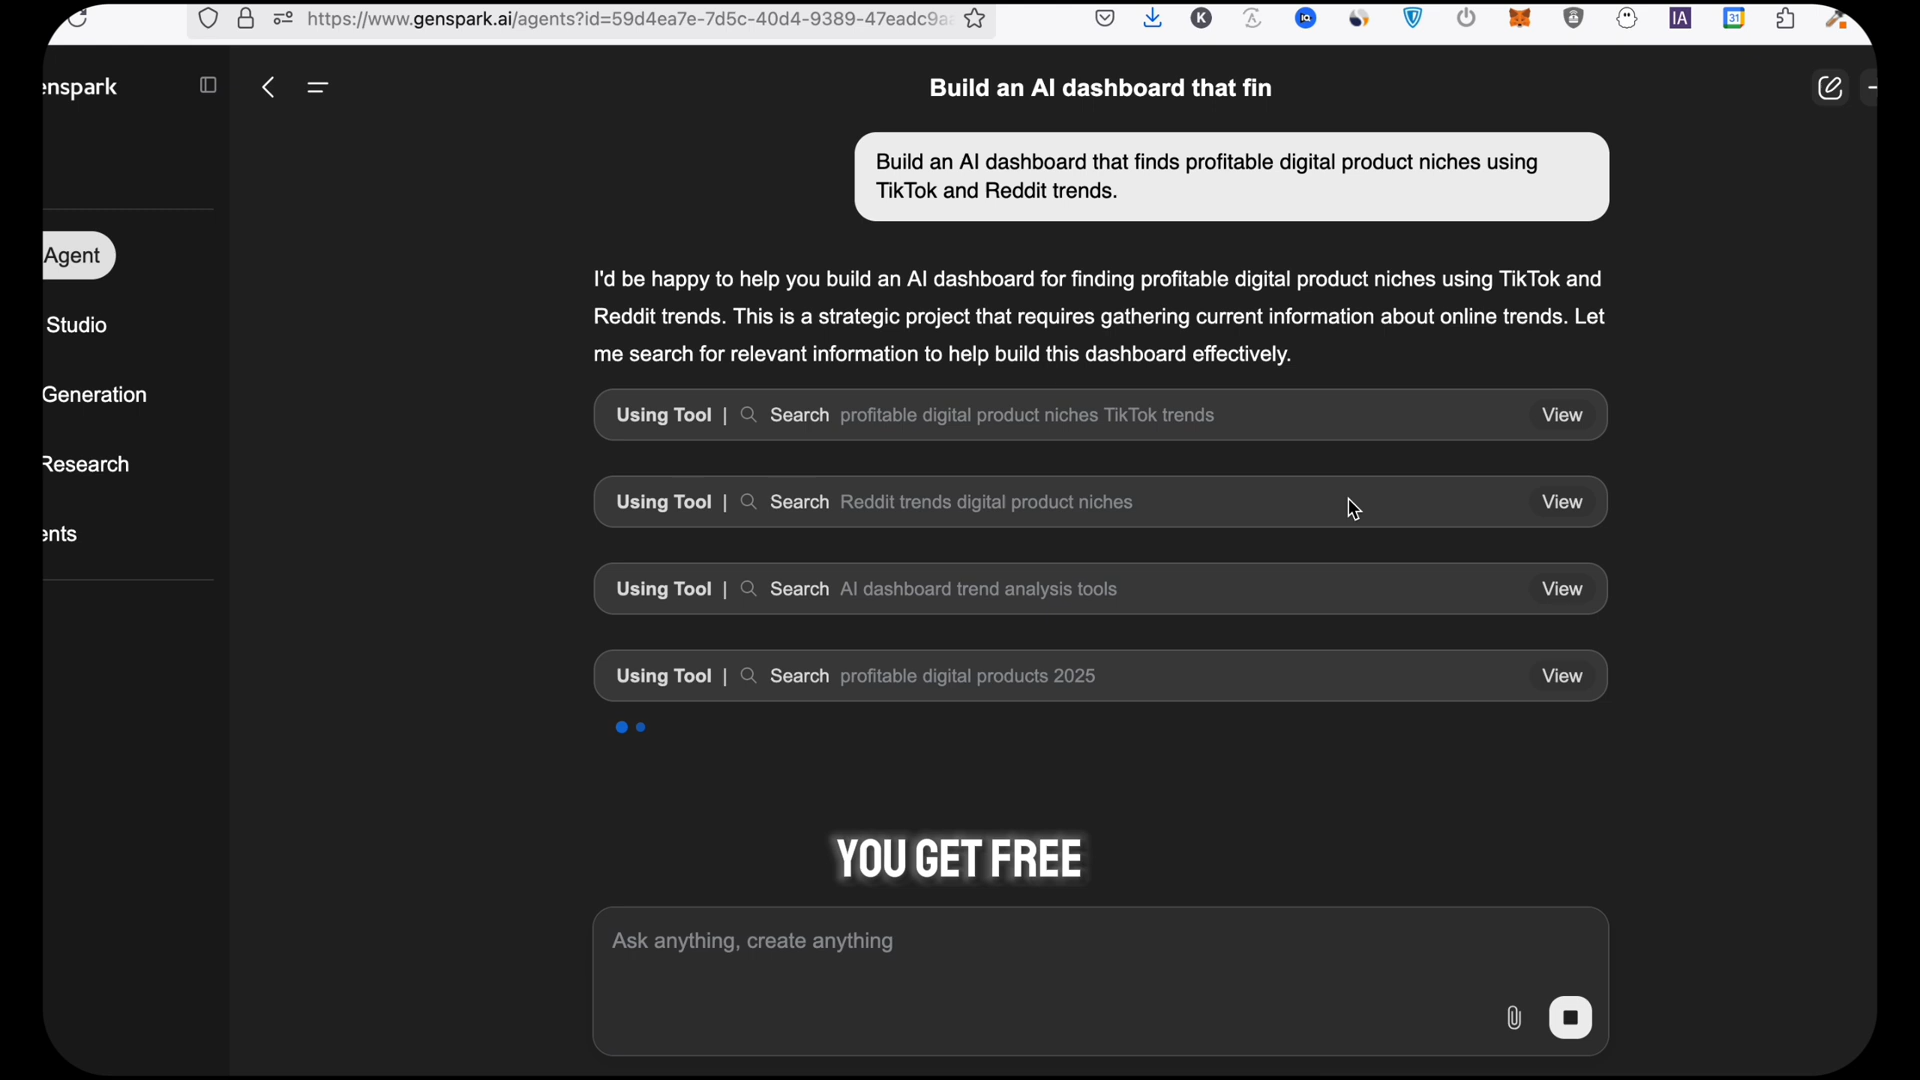 https://www.genspark.ai/agents?id=59d4ea7e-7d5c-40d4-9389-47eadc9a
K
IQ
31
IA
enspark
Build an AI dashboard that fin
Build an AI dashboard that finds profitable digital product niches using
TikTok and Reddit trends.
Agent
I'd be happy to help you build an AI dashboard for finding profitable digital product niches using TikTok and
Reddit trends. This is a strategic project that requires gathering current information about online trends. Let
me search for relevant information to help build this dashboard effectively.
Studio
Generation
Using Tool | Search profitable digital product niches TikTok trends View
Research
Using Tool | Search Reddit trends digital product niches View
ents
Using Tool | Search AI dashboard trend analysis tools View
Using Tool | Search profitable digital products 2025 View
YOU GET FREE
Ask anything, create anything